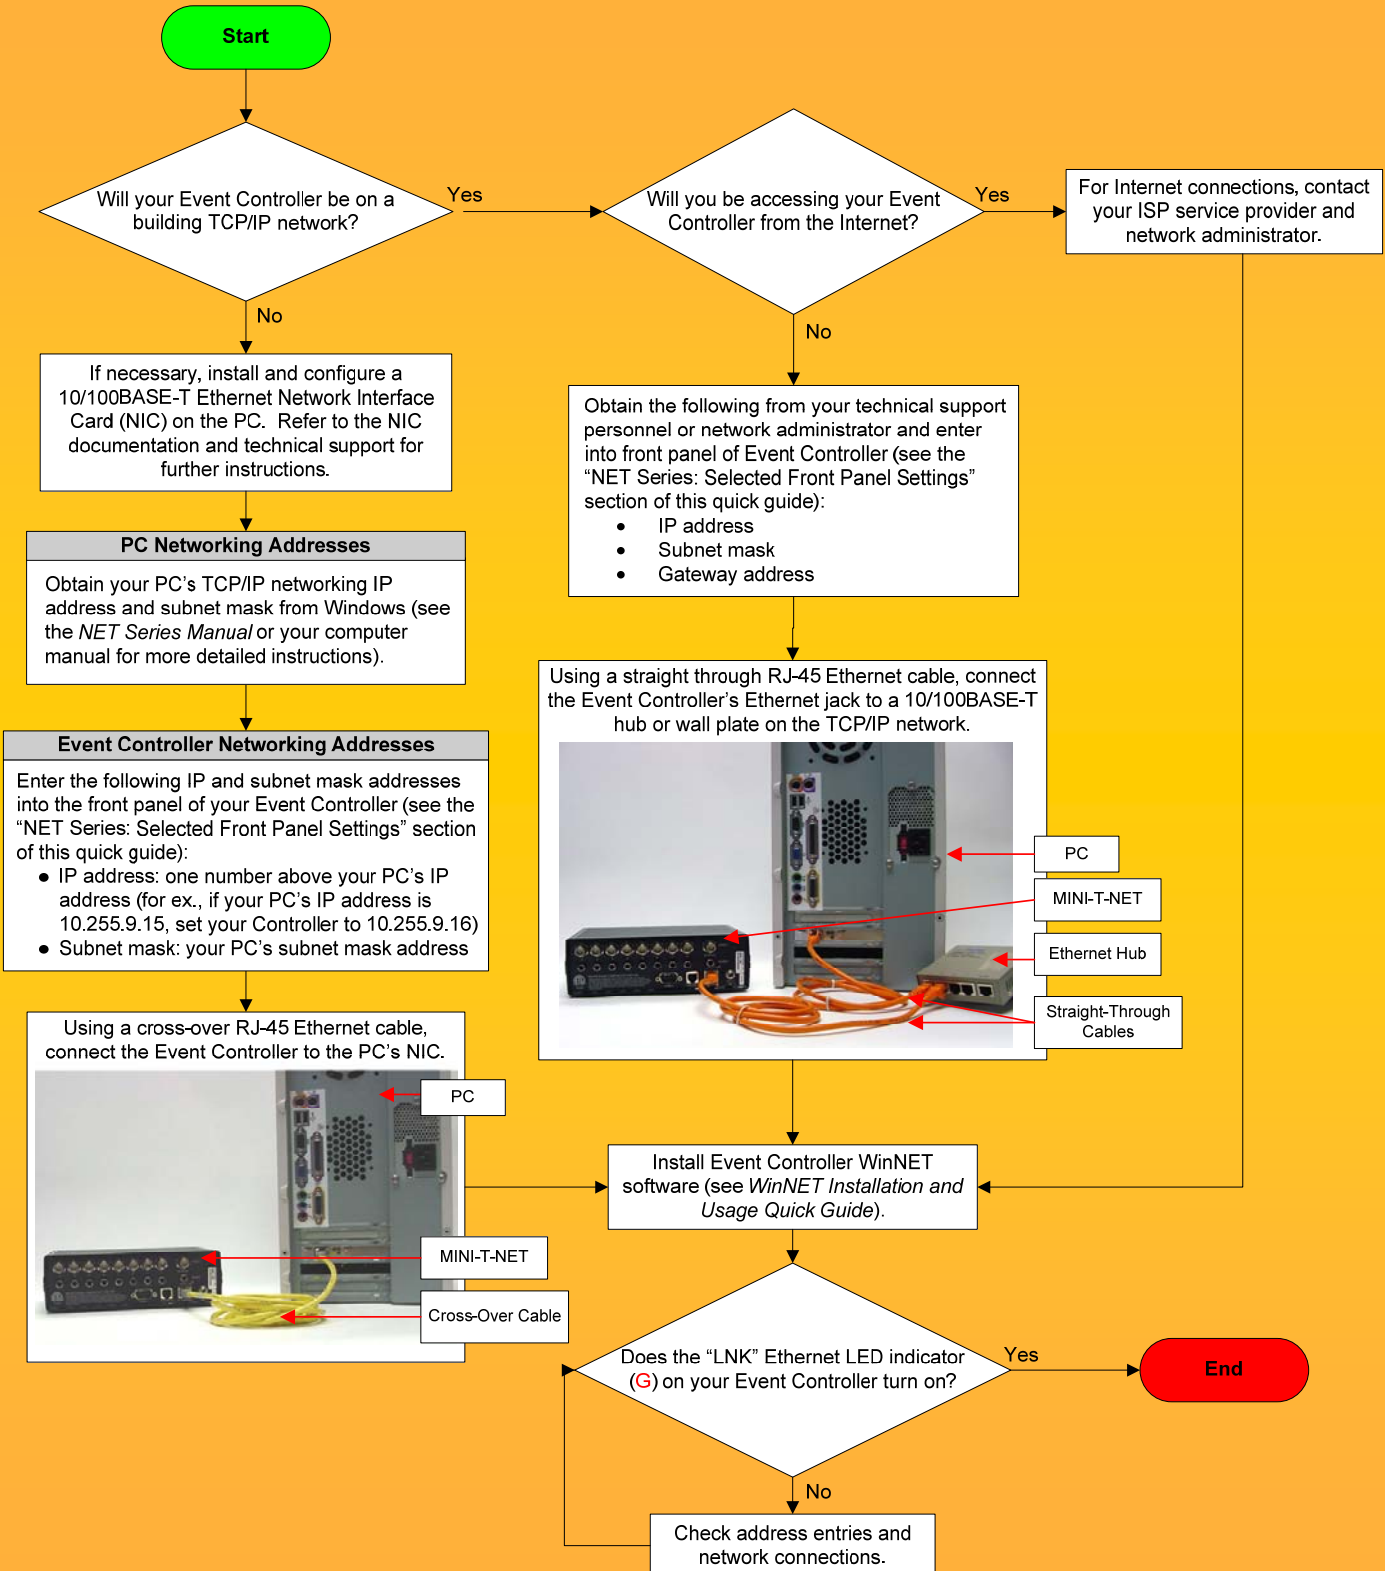 Start
Will your Event Controller be on a
building TCP/IP network?
Yes
Will you be accessing your Event
Controller from the Internet?
Yes
For Internet connections, contact
your ISP service provider and
network administrator.
No
If necessary, install and configure a
10/100BASE-T Ethernet Network Interface
Card (NIC) on the PC.  Refer to the NIC
documentation and technical support for
further instructions.
PC Networking Addresses
Obtain your PC's TCP/IP networking IP
address and subnet mask from Windows (see
the NET Series Manual or your computer
manual for more detailed instructions).
Event Controller Networking Addresses
Enter the following IP and subnet mask addresses
into the front panel of your Event Controller (see the
“NET Series: Selected Front Panel Settings” section
of this quick guide):
● IP address: one number above your PC's IP
address (for ex., if your PC's IP address is
10.255.9.15, set your Controller to 10.255.9.16)
● Subnet mask: your PC's subnet mask address
Using a cross-over RJ-45 Ethernet cable,
connect the Event Controller to the PC's NIC.
PC
MINI-T-NET
Cross-Over Cable
No
Obtain the following from your technical support
personnel or network administrator and enter
into front panel of Event Controller (see the
“NET Series: Selected Front Panel Settings”
section of this quick guide):
● IP address
● Subnet mask
● Gateway address
Using a straight through RJ-45 Ethernet cable, connect
the Event Controller's Ethernet jack to a 10/100BASE-T
hub or wall plate on the TCP/IP network.
PC
MINI-T-NET
Ethernet Hub
Straight-Through
Cables
Install Event Controller WinNET
software (see WinNET Installation and
Usage Quick Guide).
Does the “LNK” Ethernet LED indicator
(G) on your Event Controller turn on?
Yes
End
No
Check address entries and
network connections.